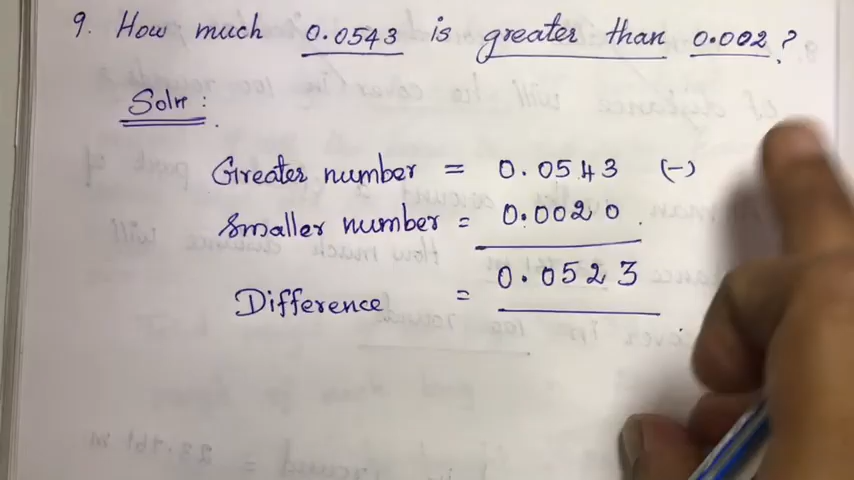 9. How much 0.0543 is greater than 0.002 ?
Soln :
Greater number = 0.0543 (-)
Smaller number = 0.0020
Difference = 0.0523